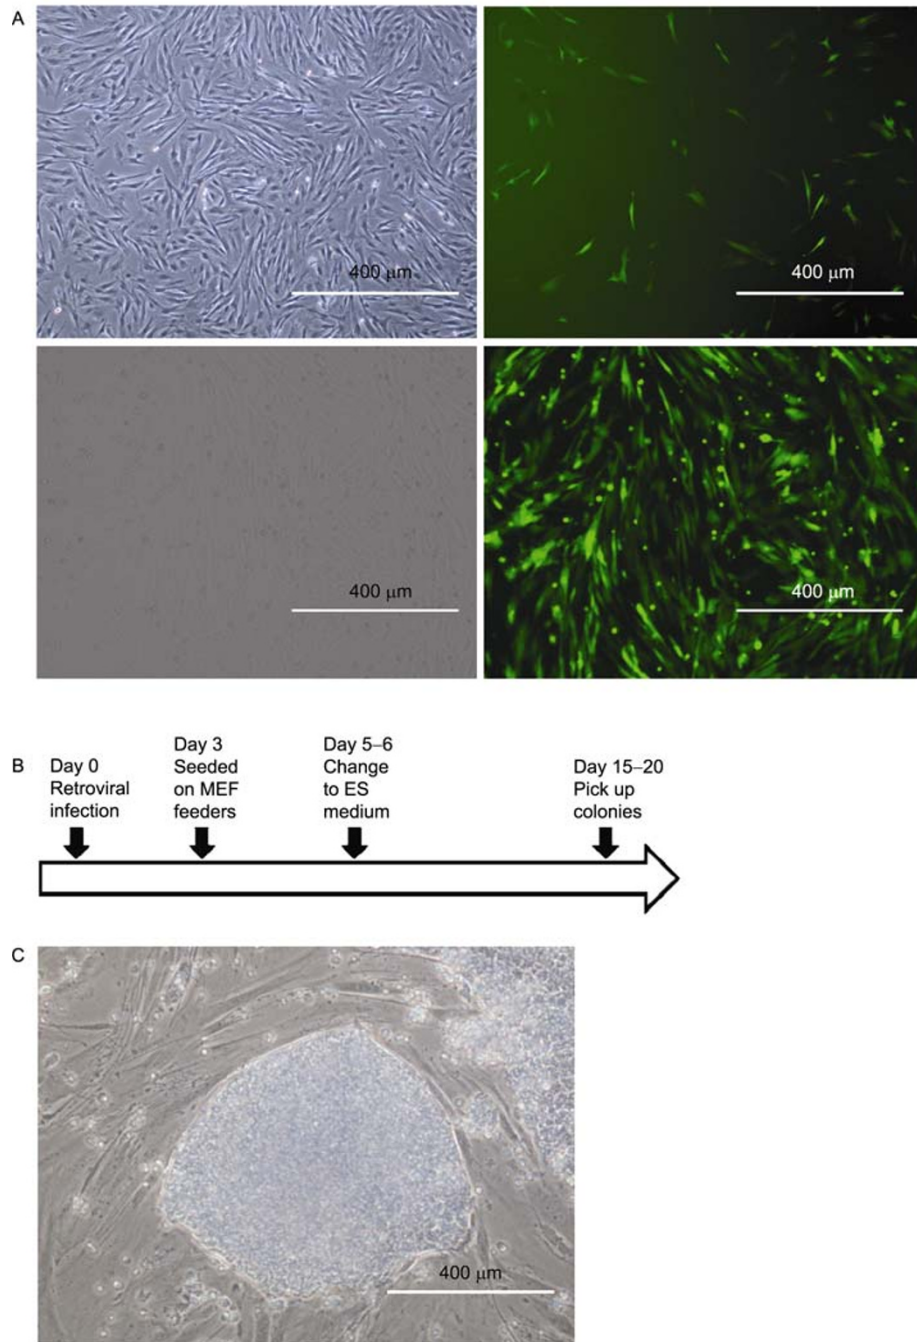 A
400 μm
400 μm
400 μm
400 μm
B
Day 0
Retroviral
infection
Day 3
Seeded
on MEF
feeders
Day 5–6
Change
to ES
medium
Day 15–20
Pick up
colonies
C
400 μm